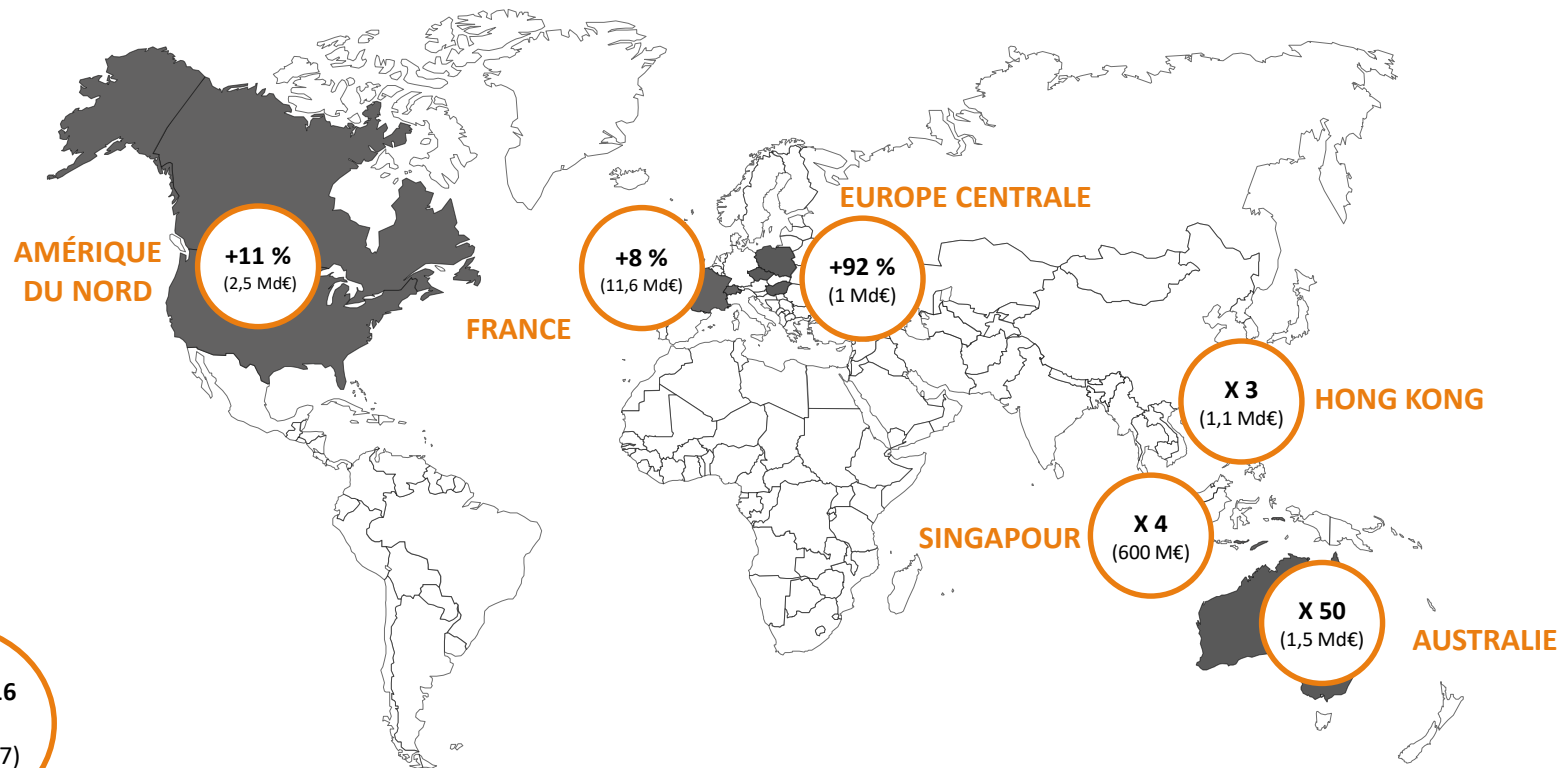 EUROPE CENTRALE
AMÉRIQUE
DU NORD
+11 %
(2,5 Md€)
FRANCE
+8 %
(11,6 Md€)
+92 %
(1 Md€)
X 3
(1,1 Md€)
HONG KONG
SINGAPOUR
X 4
(600 M€)
X 50
(1,5 Md€)
AUSTRALIE